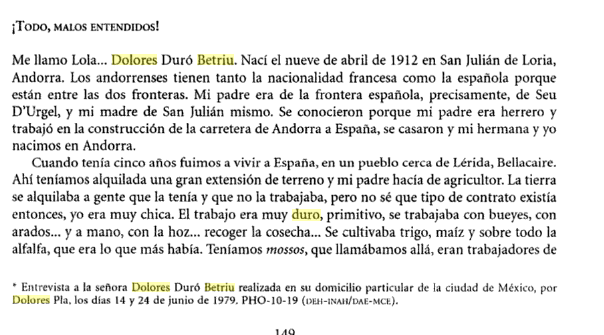 ¡TODO, MALOS ENTENDIDOS!
Me llamo Lola... Dolores Duró Betriu. Nací el nueve de abril de 1912 en San Julián de Loria,
Andorra. Los andorrenses tienen tanto la nacionalidad francesa como la española porque
están entre las dos fronteras. Mi padre era de la frontera española, precisamente, de Seu
D'Urgel, y mi madre de San Julián mismo. Se conocieron porque mi padre era herrero y
trabajó en la construcción de la carretera de Andorra a España, se casaron y mi hermana y yo
nacimos en Andorra.
Cuando tenía cinco años fuimos a vivir a España, en un pueblo cerca de Lérida, Bellacaire.
Ahí teníamos alquilada una gran extensión de terreno y mi padre hacía de agricultor. La tierra
se alquilaba a gente que la tenía y que no la trabajaba, pero no sé que tipo de contrato existía
entonces, yo era muy chica. El trabajo era muy duro, primitivo, se trabajaba con bueyes, con
arados... y a mano, con la hoz... recoger la cosecha... Se cultivaba trigo, maíz y sobre todo la
alfalfa, que era lo que más había. Teníamos mossos, que llamábamos allá, eran trabajadores de
* Entrevista a la señora Dolores Duró Betriu realizada en su domicilio particular de la ciudad de México, por
Dolores Pla, los días 14 y 24 de junio de 1979. PHO-10-19 (DEH-INAH/DAE-MCE).
149